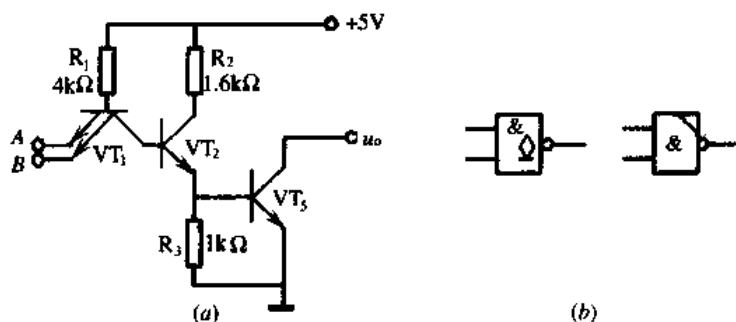 +5V
R1
4kΩ
R2
1.6kΩ
A
B
VT1
VT2
uo
VT5
R3
1kΩ
&
&
(a)
(b)